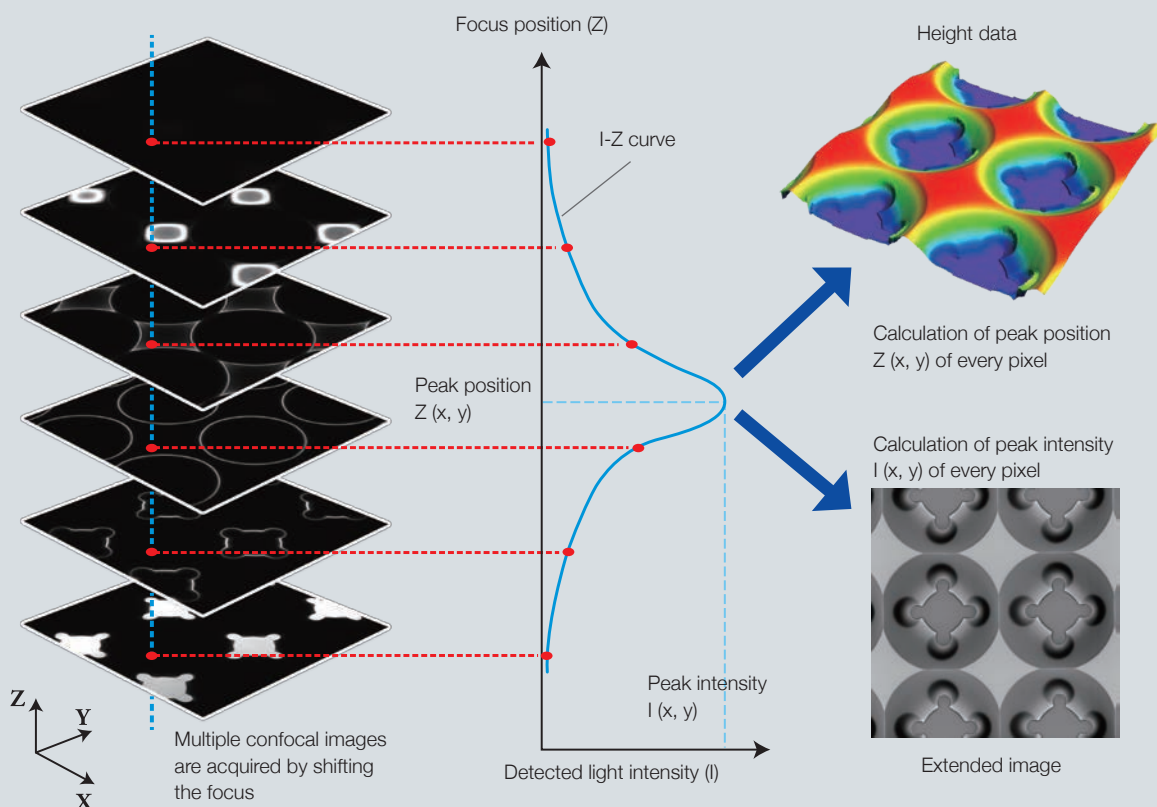 Focus position (Z)
Height data
I-Z curve
Calculation of peak position
Z (x, y) of every pixel
Peak position
Z (x, y)
Calculation of peak intensity
I (x, y) of every pixel
Peak intensity
I (x, y)
Z
Y
X
Multiple confocal images
are acquired by shifting
the focus
Detected light intensity (I)
Extended image